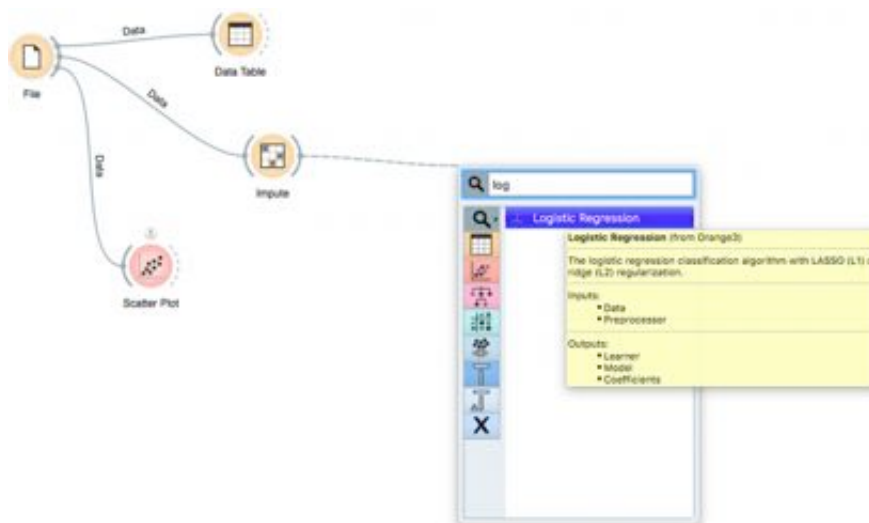 Data
Data Table
File
Data
Impute
Data
Scatter Plot
log
Logistic Regression
Logistic Regression (from Orange3)
The logistic regression classification algorithm with LASSO (L1)
ridge (L2) regularization.
Inputs:
• Data
• Preprocessor
Outputs:
• Learner
• Model
• Coefficients